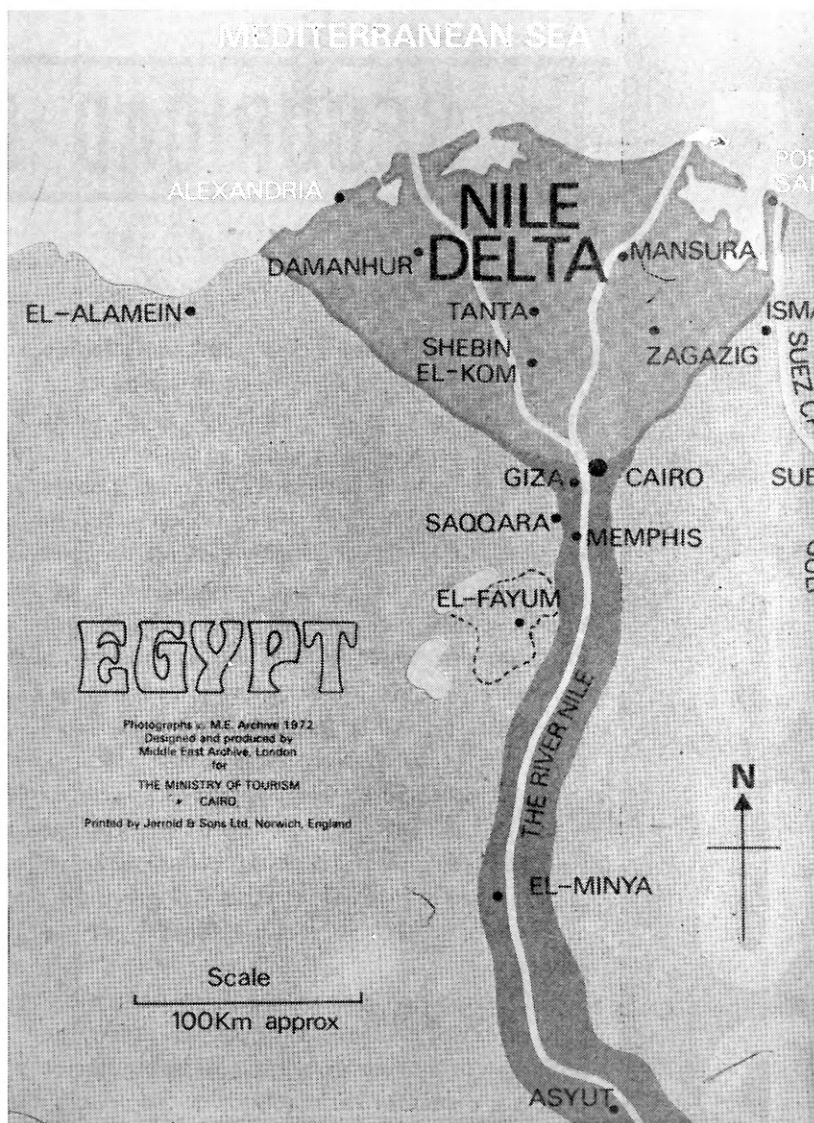 MEDITERRANEAN SEA
ALEXANDRIA
NILE
DELTA
DAMANHUR
MANSURA
EL-ALAMEIN
TANTA
SHEBIN
EL-KOM
ZAGAZIG
ISMA
SUEZ C
GIZA
CAIRO
SAQQARA
MEMPHIS
EL-FAYUM
EGYPT
Photographs M.E. Archive 1972
Designed and produced by
Middle East Archive, London
for
THE MINISTRY OF TOURISM
CAIRO
Printed by Jarrold & Sons Ltd, Norwich, England
THE RIVER NILE
N
EL-MINYA
Scale
100Km approx
ASYUT